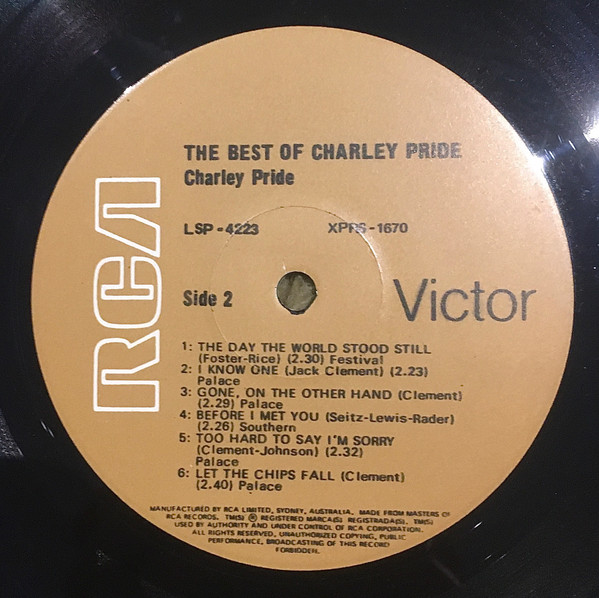 THE BEST OF CHARLEY PRIDE
Charley Pride
LSP-4223 XPRS-1670
RCA
Side 2
Victor
1: THE DAY THE WORLD STOOD STILL
(Foster-Rice) (2.30) Festival
2: I KNOW ONE (Jack Clement) (2.23)
Palace
3: GONE, ON THE OTHER HAND (Clement)
(2.29) Palace
4: BEFORE I MET YOU (Seitz-Lewis-Rader)
(2.26) Southern
5: TOO HARD TO SAY I'M SORRY
(Clement-Johnson) (2.32)
Palace
6: LET THE CHIPS FALL (Clement)
(2.40) Palace
MANUFACTURED BY RCA LIMITED, SYDNEY, AUSTRALIA, MADE FROM MASTERS OF
RCA RECORDS. TM(S) ® REGISTERED MARCA(S) REGISTRADA(S), TM(S)
USED BY AUTHORITY AND UNDER CONTROL OF RCA CORPORATION.
ALL RIGHTS RESERVED, UNAUTHORIZED COPYING, PUBLIC
PERFORMANCE, BROADCASTING OF THIS RECORD
FORBIDDEN.